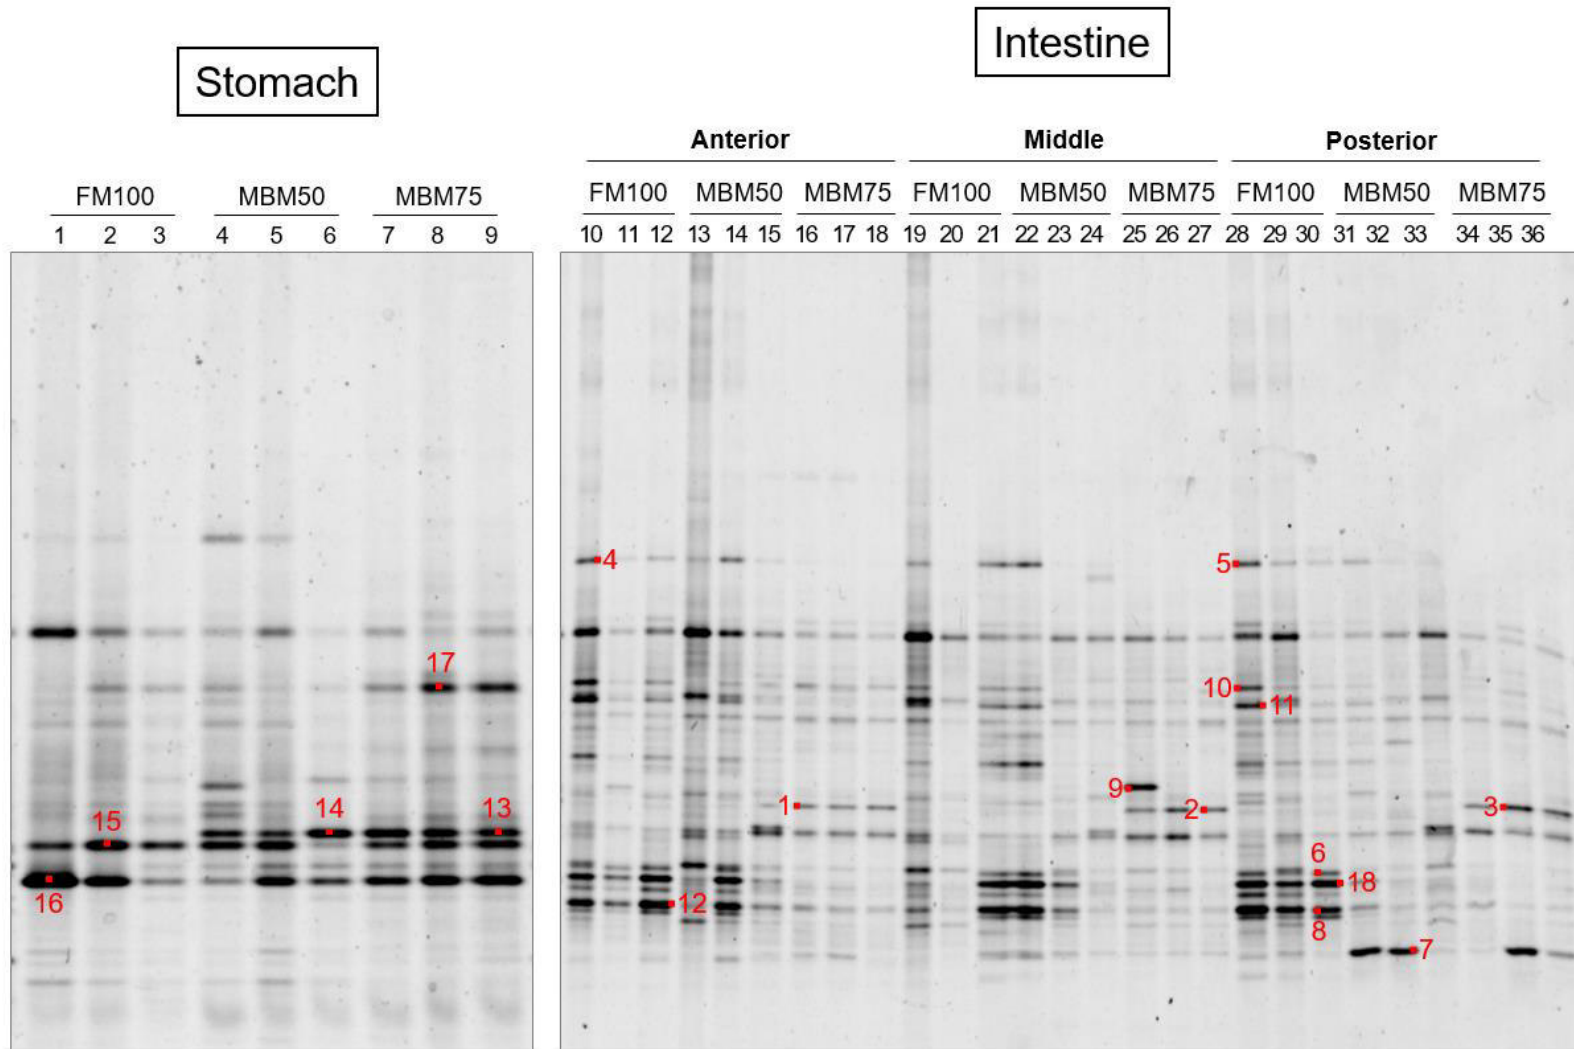 Stomach
Intestine
Anterior Middle Posterior
FM100 MBM50 MBM75
FM100 MBM50 MBM75 FM100 MBM50 MBM75 FM100 MBM50 MBM75
1 2 3 4 5 6 7 8 9
10 11 12 13 14 15 16 17 18 19 20 21 22 23 24 25 26 27 28 29 30 31 32 33 34 35 36
17
15
14
13
16
4
5
10
11
1
9
2
3
6
18
12
8
7